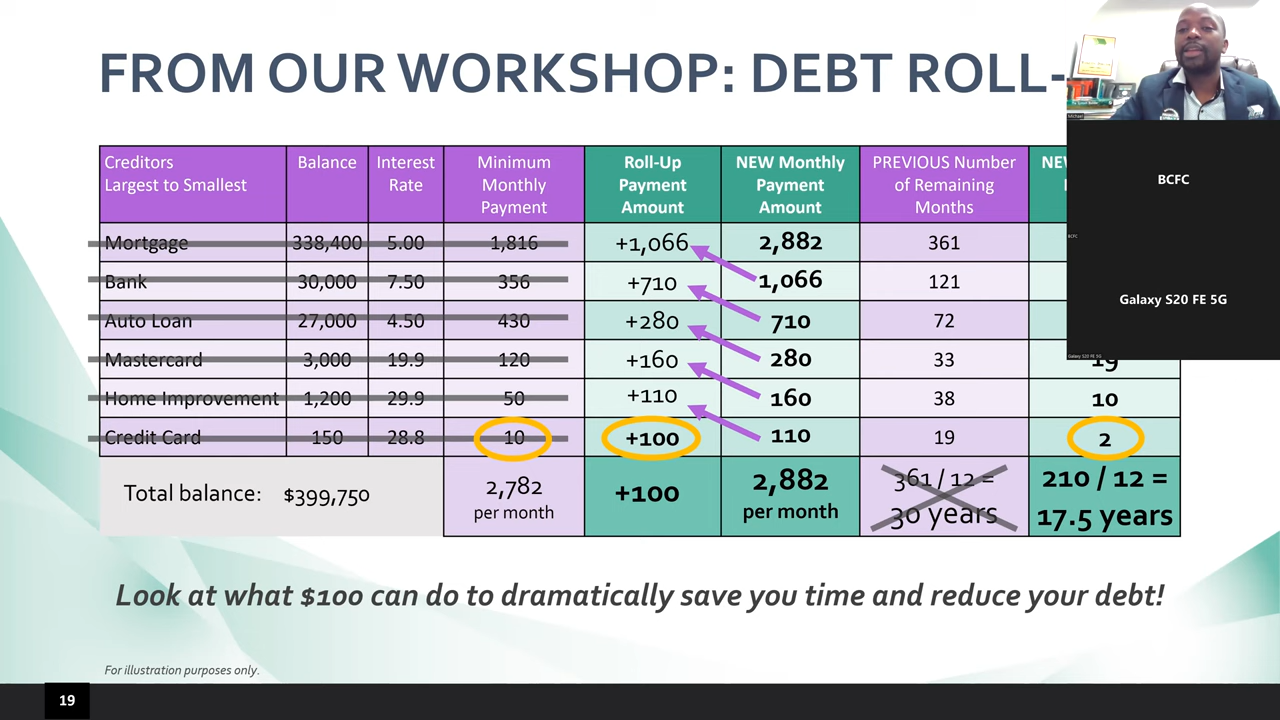 FROM OUR WORKSHOP: DEBT ROLL-
Creditors
Largest to Smallest
Balance
Interest
Rate
Minimum
Monthly
Payment
Roll-Up
Payment
Amount
NEW Monthly
Payment
Amount
PREVIOUS Number
of Remaining
Months
Mortgage 338,400 5.00 1,816 +1,066 2,882 361
Bank 30,000 7.50 356 +710 1,066 121
Auto Loan 27,000 4.50 430 +280 710 72
Mastercard 3,000 19.9 120 +160 280 33 19
Home Improvement 1,200 29.9 50 +110 160 38 10
Credit Card 150 28.8 10 +100 110 19 2
Total balance: $399,750
2,782
per month
+100
2,882
per month
361 / 12 =
30 years
210 / 12 =
17.5 years
Look at what $100 can do to dramatically save you time and reduce your debt!
For illustration purposes only.
19
Michael
BCFC
BCFC
Galaxy S20 FE 5G
Galaxy S20 FE 5G